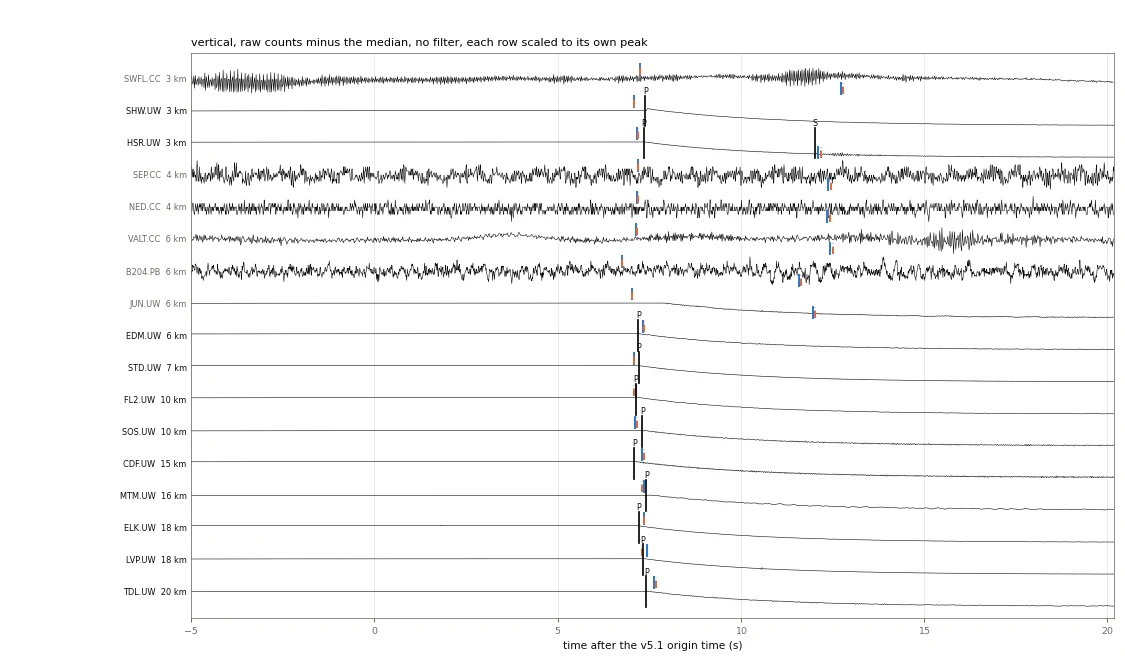 vertical, raw counts minus the median, no filter, each row scaled to its own peak
SWFL.CC 3 km
P
SHW.UW 3 km
P S
HSR.UW 3 km
SEP.CC 4 km
NED.CC 4 km
VALT.CC 6 km
B204.PB 6 km
JUN.UW 6 km
P
EDM.UW 6 km
P
STD.UW 7 km
P
FL2.UW 10 km
P
SOS.UW 10 km
P
CDF.UW 15 km
P
MTM.UW 16 km
P
ELK.UW 18 km
P
LVP.UW 18 km
P
TDL.UW 20 km
−5 0 5 10 15 20
time after the v5.1 origin time (s)